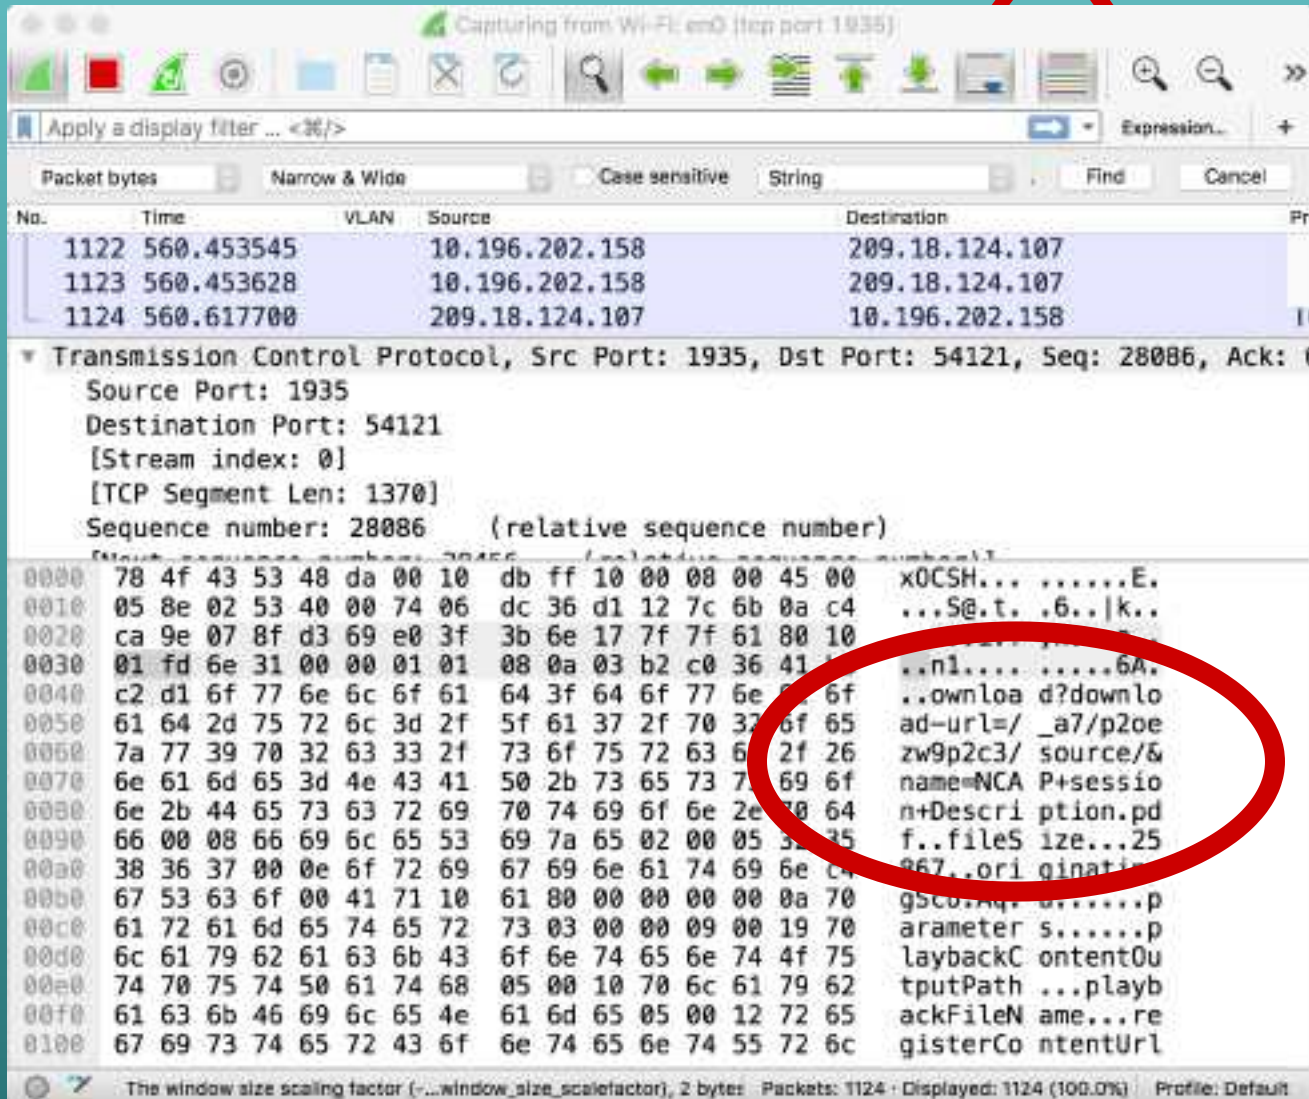 Capturing from Wi-Fi: en0 (tcp port 1935)
Apply a display filter ... <⌘/>
Expression... +
Packet bytes Narrow & Wide Case sensitive String Find Cancel
No. Time VLAN Source Destination Pr
1122 560.453545 10.196.202.158 209.18.124.107
1123 560.453628 10.196.202.158 209.18.124.107
1124 560.617700 209.18.124.107 10.196.202.158
Transmission Control Protocol, Src Port: 1935, Dst Port: 54121, Seq: 28086, Ack:
Source Port: 1935
Destination Port: 54121
[Stream index: 0]
[TCP Segment Len: 1370]
Sequence number: 28086 (relative sequence number)
0000 78 4f 43 53 48 da 00 10 db ff 10 00 08 00 45 00 xOCSH... ......E.
0010 05 8e 02 53 40 00 74 06 dc 36 d1 12 7c 6b 0a c4 ...S@.t. .6..|k..
0020 ca 9e 07 8f d3 69 e0 3f 3b 6e 17 7f 7f 61 80 10
0030 01 fd 6e 31 00 00 01 01 08 0a 03 b2 c0 36 41 ..n1.... .....6A.
0040 c2 d1 6f 77 6e 6c 6f 61 64 3f 64 6f 77 6e 6f ..ownloa d?downlo
0050 61 64 2d 75 72 6c 3d 2f 5f 61 37 2f 70 32 6f 65 ad-url=/ _a7/p2oe
0060 7a 77 39 70 32 63 33 2f 73 6f 75 72 63 2f 26 zw9p2c3/ source/&
0070 6e 61 6d 65 3d 4e 43 41 50 2b 73 65 73 69 6f name=NCA P+sessio
0080 6e 2b 44 65 73 63 72 69 70 74 69 6f 6e 2e 70 64 n+Descri ption.pd
0090 66 00 08 66 69 6c 65 53 69 7a 65 02 00 05 32 35 f..fileS ize...25
00a0 38 36 37 00 0e 6f 72 69 67 69 6e 61 74 69 6e 867..ori ginatin
00b0 67 53 63 6f 00 41 71 10 61 80 00 00 00 00 0a 70 gSco.Aq. a......p
00c0 61 72 61 6d 65 74 65 72 73 03 00 00 09 00 19 70 arameter s......p
00d0 6c 61 79 62 61 63 6b 43 6f 6e 74 65 6e 74 4f 75 laybackC ontentOu
00e0 74 70 75 74 50 61 74 68 05 00 10 70 6c 61 79 62 tputPath ...playb
00f0 61 63 6b 46 69 6c 65 4e 61 6d 65 05 00 12 72 65 ackFileN ame...re
0100 67 69 73 74 65 72 43 6f 6e 74 65 6e 74 55 72 6c gisterCo ntentUrl
The window size scaling factor (-...window_size_scalefactor), 2 bytes Packets: 1124 · Displayed: 1124 (100.0%) Profile: Default